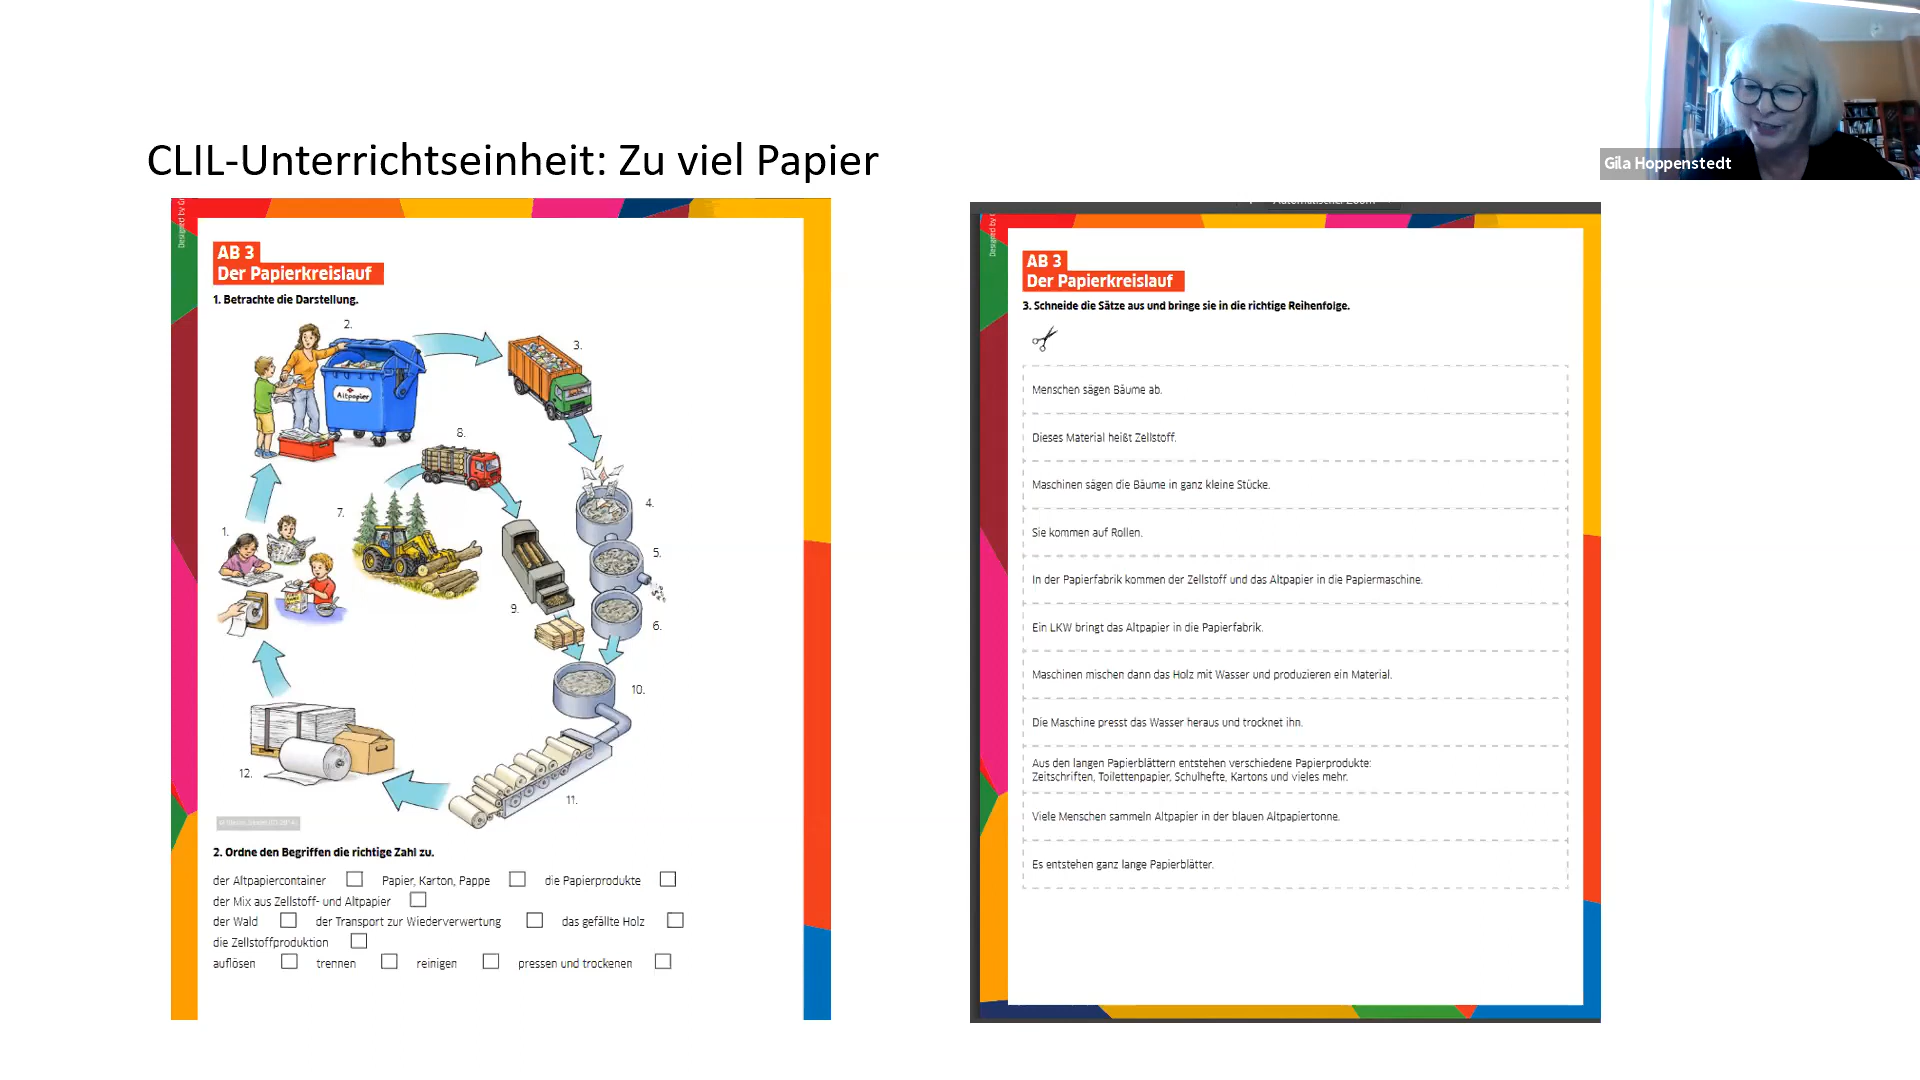 Gila Hoppenstedt
CLIL-Unterrichtseinheit: Zu viel Papier
AB 3
Der Papierkreislauf
1. Betrachte die Darstellung.
2.
3.
Altpapier
8.
4.
7.
1.
5.
9.
6.
10.
12.
11.
2. Ordne den Begriffen die richtige Zahl zu.
der Altpapiercontainer Papier, Karton, Pappe die Papierprodukte
der Mix aus Zellstoff- und Altpapier
der Wald der Transport zur Wiederverwertung das gefällte Holz
die Zellstoffproduktion
auflösen trennen reinigen pressen und trockenen
Designed by
AB 3
Der Papierkreislauf
3. Schneide die Sätze aus und bringe sie in die richtige Reihenfolge.
Menschen sägen Bäume ab.
Dieses Material heißt Zellstoff.
Maschinen sägen die Bäume in ganz kleine Stücke.
Sie kommen auf Rollen.
In der Papierfabrik kommen der Zellstoff und das Altpapier in die Papiermaschine.
Ein LKW bringt das Altpapier in die Papierfabrik.
Maschinen mischen dann das Holz mit Wasser und produzieren ein Material.
Die Maschine presst das Wasser heraus und trocknet ihn.
Aus den langen Papierblättern entstehen verschiedene Papierprodukte:
Zeitschriften, Toilettenpapier, Schulhefte, Kartons und vieles mehr.
Viele Menschen sammeln Altpapier in der blauen Altpapiertonne.
Es entstehen ganz lange Papierblätter.
Designed by